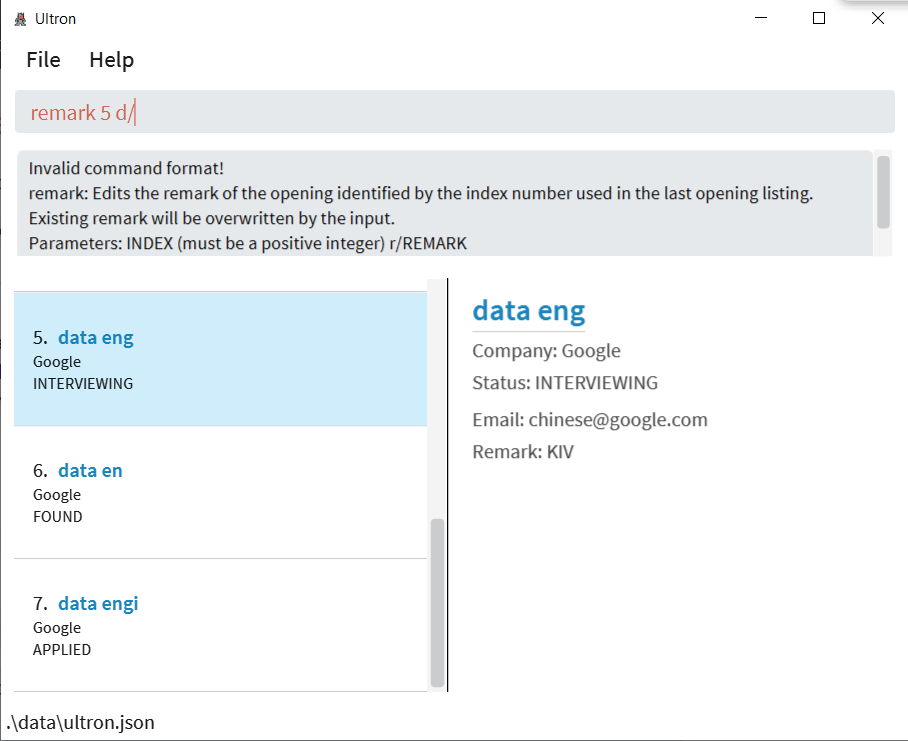 Ultron
File Help
remark 5 d/
Invalid command format!
remark: Edits the remark of the opening identified by the index number used in the last opening listing.
Existing remark will be overwritten by the input.
Parameters: INDEX (must be a positive integer) r/REMARK
5. data eng
Google
INTERVIEWING
6. data en
Google
FOUND
7. data engi
Google
APPLIED
data eng
Company: Google
Status: INTERVIEWING
Email: chinese@google.com
Remark: KIV
.\data\ultron.json